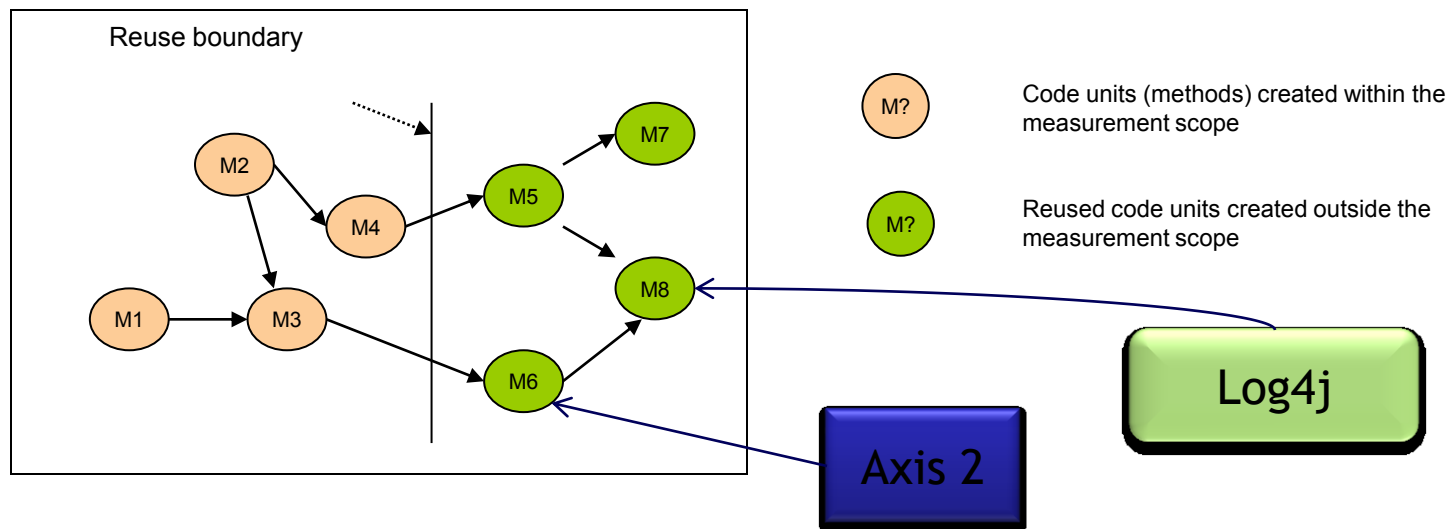 Reuse boundary
M7
M2
M5
M4
M8
M1
M3
M6
M?
Code units (methods) created within the
measurement scope
M?
Reused code units created outside the
measurement scope
Log4j
Axis 2